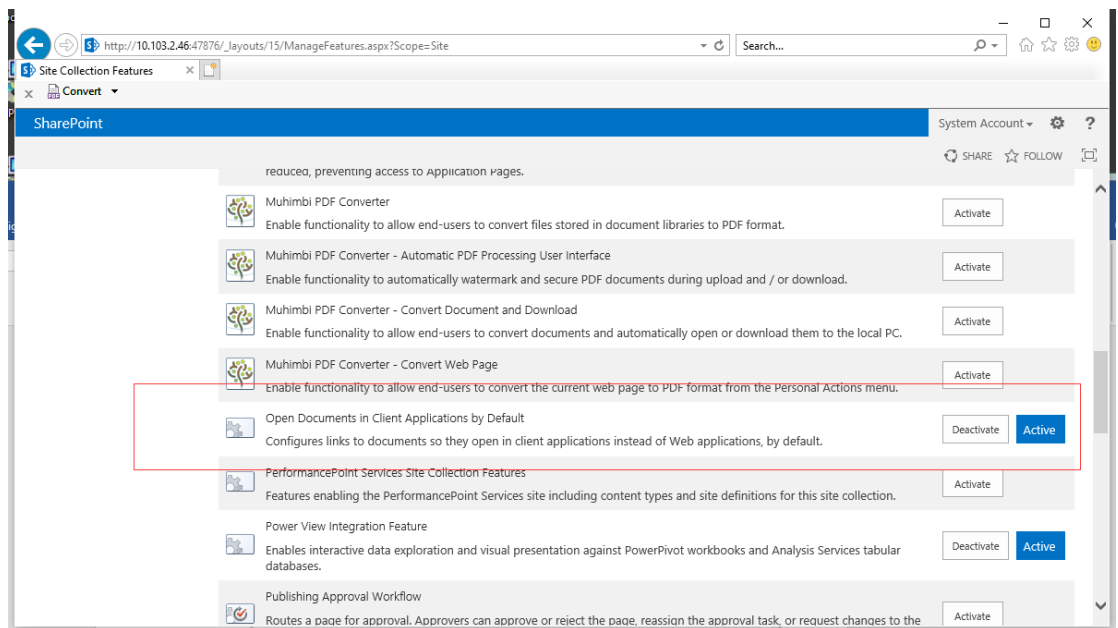 http://10.103.2.46:47876/_layouts/15/ManageFeatures.aspx?Scope=Site
Search...
Site Collection Features
x Convert
SharePoint
System Account
?
SHARE FOLLOW
reduced, preventing access to Application Pages.
Muhimbi PDF Converter
Enable functionality to allow end-users to convert files stored in document libraries to PDF format.
Activate
Muhimbi PDF Converter - Automatic PDF Processing User Interface
Enable functionality to automatically watermark and secure PDF documents during upload and / or download.
Activate
Muhimbi PDF Converter - Convert Document and Download
Enable functionality to allow end-users to convert documents and automatically open or download them to the local PC.
Activate
Muhimbi PDF Converter - Convert Web Page
Enable functionality to allow end-users to convert the current web page to PDF format from the Personal Actions menu.
Activate
Open Documents in Client Applications by Default
Configures links to documents so they open in client applications instead of Web applications, by default.
Deactivate Active
PerformancePoint Services Site Collection Features
Features enabling the PerformancePoint Services site including content types and site definitions for this site collection.
Activate
Power View Integration Feature
Enables interactive data exploration and visual presentation against PowerPivot workbooks and Analysis Services tabular
databases.
Deactivate Active
Publishing Approval Workflow
Routes a page for approval. Approvers can approve or reject the page, reassign the approval task, or request changes to the
Activate